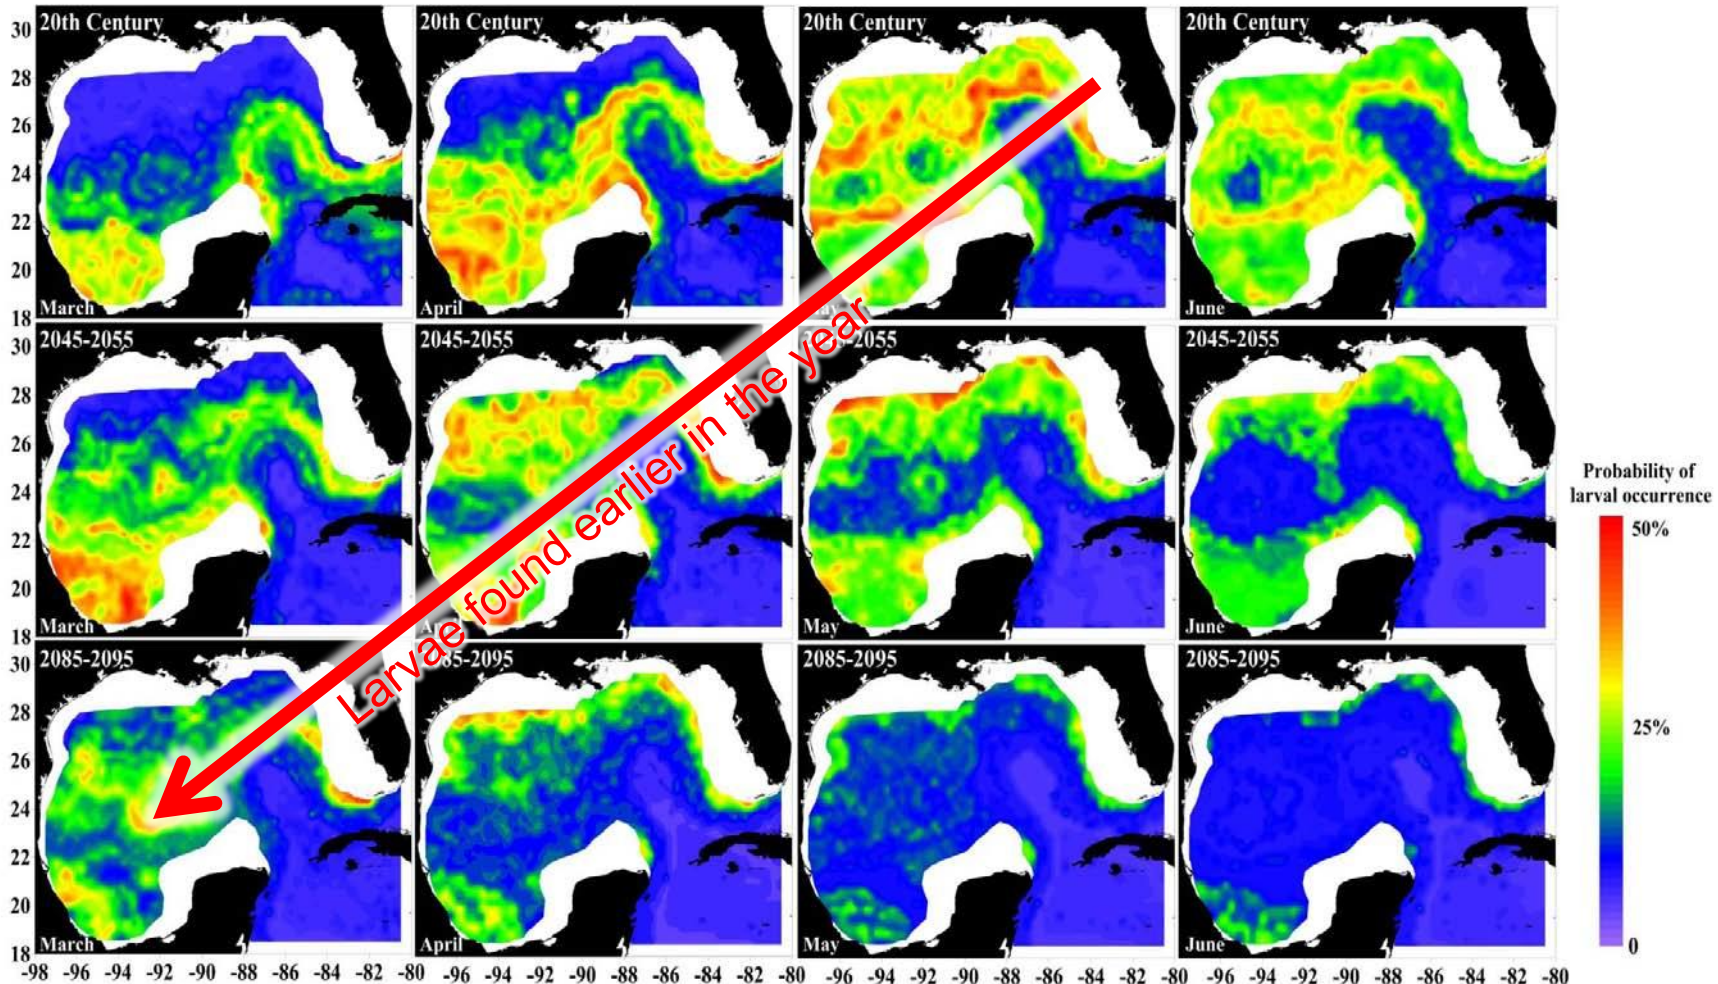 20th Century
20th Century
20th Century
20th Century
30
28
26
24
22
20
18
March
April
June
2045-2055
2045-2055
2045-2055
30
28
26
24
22
20
18
March
May
June
Larvae found earlier in the year
2085-2095
2085-2095
2085-2095
30
28
26
24
22
20
18
March
April
May
June
-98 -96 -94 -92 -90 -88 -86 -84 -82 -80
-96 -94 -92 -90 -88 -86 -84 -82 -80
-96 -94 -92 -90 -88 -86 -84 -82 -80
-96 -94 -92 -90 -88 -86 -84 -82 -80
Probability of
larval occurrence
50%
25%
0